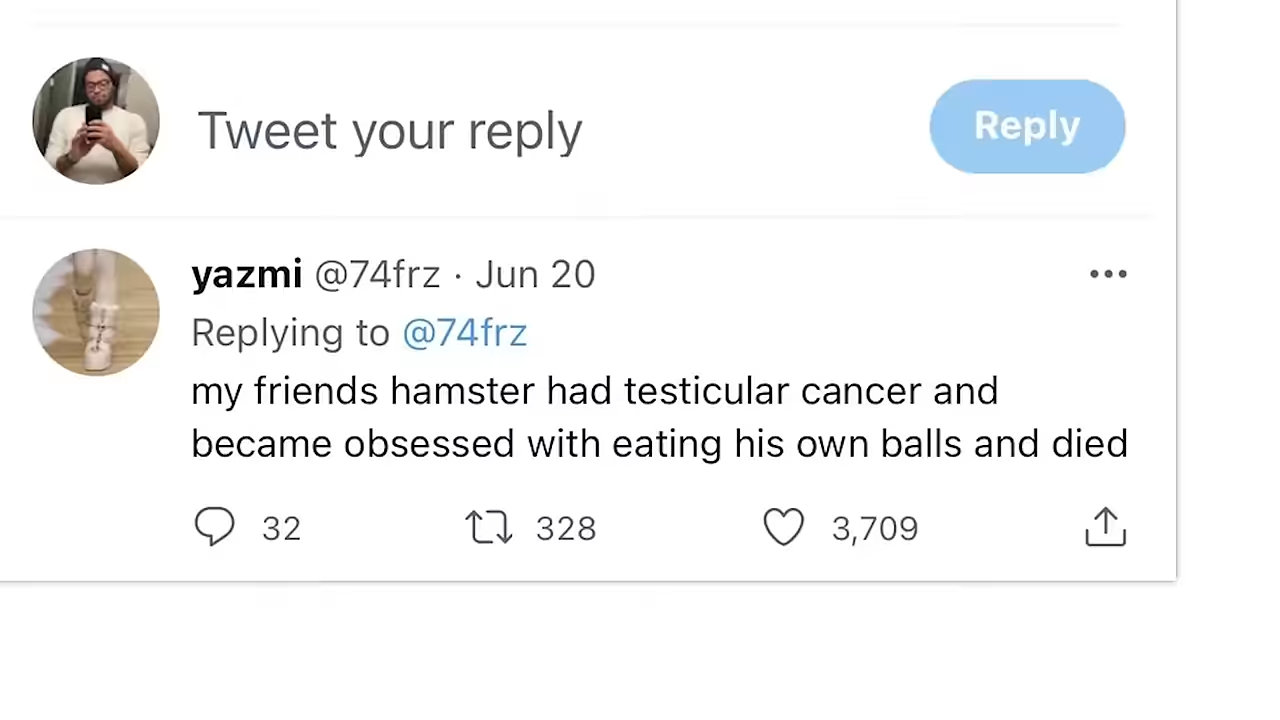 Tweet your reply
Reply
yazmi @74frz · Jun 20
Replying to @74frz
my friends hamster had testicular cancer and
became obsessed with eating his own balls and died
32 328 3,709